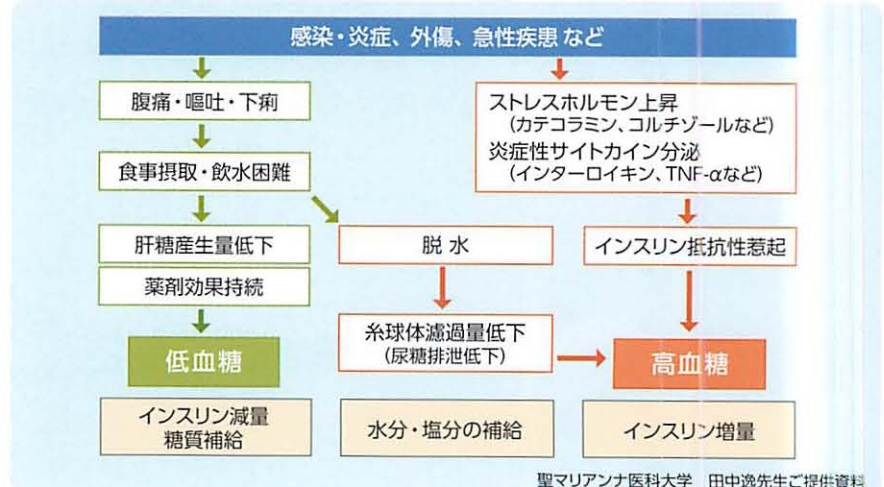 感染・炎症、外傷、急性疾患 など
腹痛・嘔吐・下痢
食事摂取・飲水困難
肝糖産生量低下
薬剤効果持続
低血糖
インスリン減量
糖質補給
脱 水
糸球体濾過量低下
(尿糖排泄低下)
水分・塩分の補給
ストレスホルモン上昇
(カテコラミン、コルチゾールなど)
炎症性サイトカイン分泌
(インターロイキン、TNF-αなど)
インスリン抵抗性惹起
高血糖
インスリン増量
聖マリアンナ医科大学 田中逸先生ご提供資料